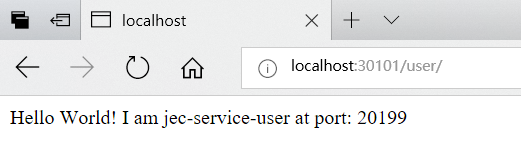 localhost
localhost:30101/user/
Hello World! I am jec-service-user at port: 20199